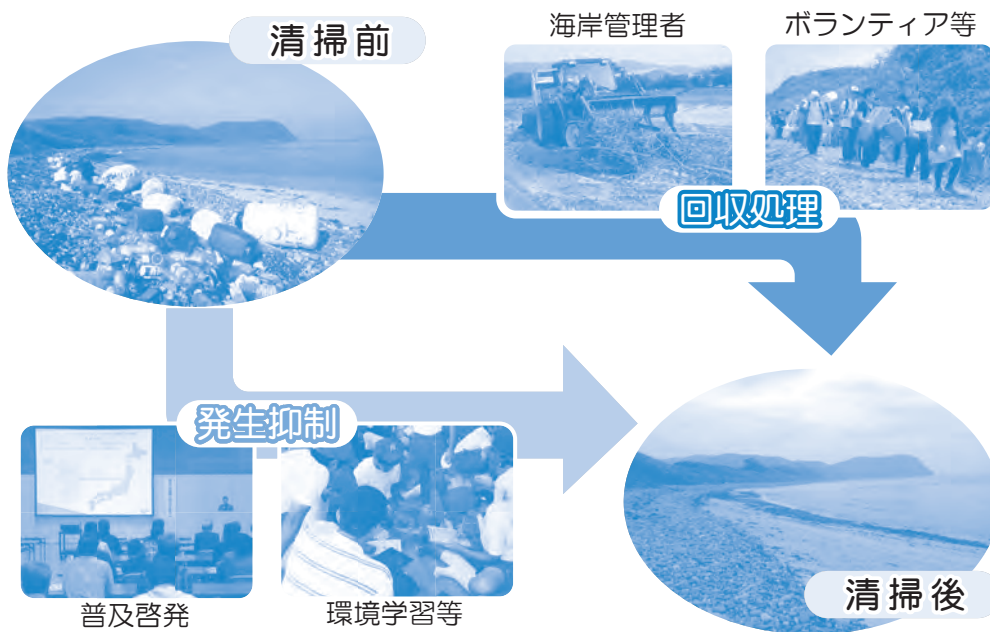 清掃前
海岸管理者
ボランティア等
回収処理
発生抑制
普及啓発
環境学習等
清掃後